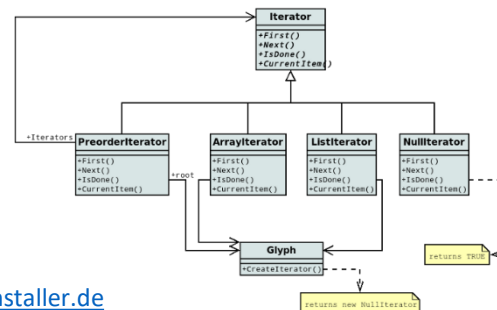 Iterator
+First()
+Next()
+IsDone()
+CurrentItem()
+Iterators
PreorderIterator
+First()
+Next()
+IsDone()
+CurrentItem()
+root
ArrayIterator
+First()
+Next()
+IsDone()
+CurrentItem()
ListIterator
+First()
+Next()
+IsDone()
+CurrentItem()
NullIterator
+First()
+Next()
+IsDone()
+CurrentItem()
Glyph
+CreateIterator()
returns TRUE
returns new NullIterator
nstaller.de